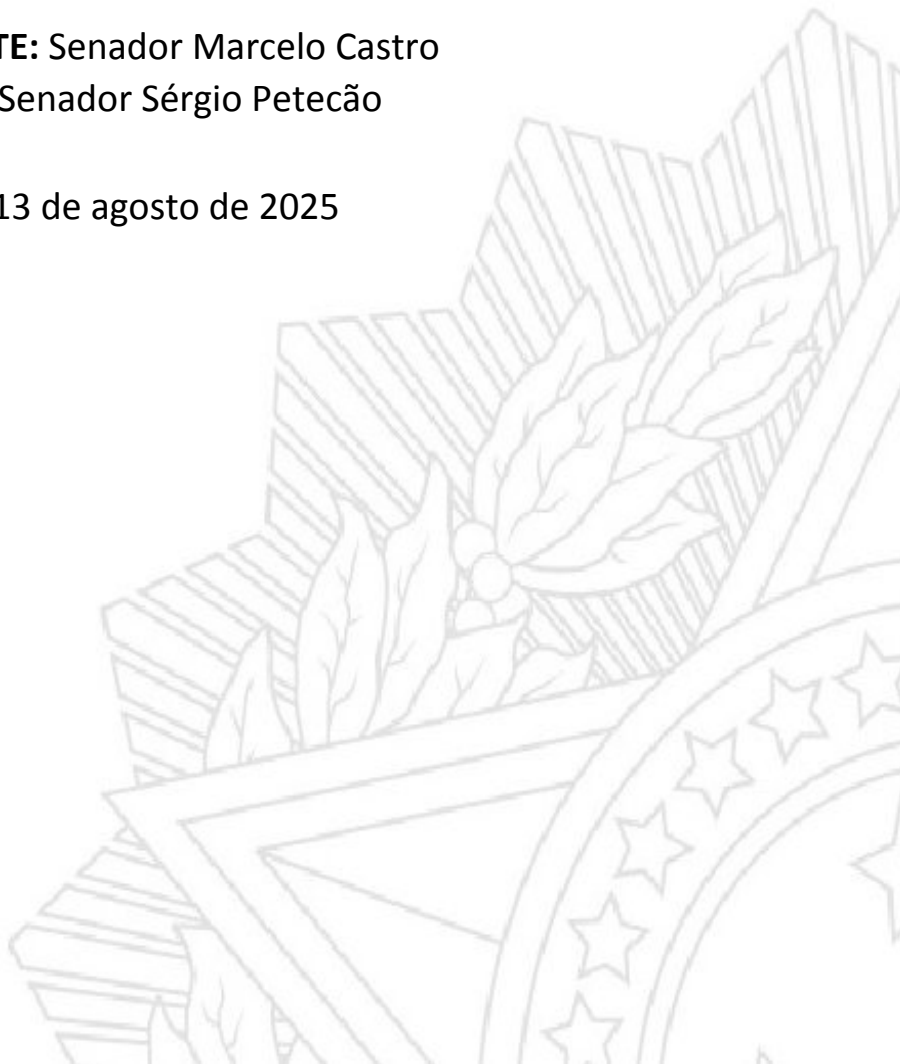 TE: Senador Marcelo Castro
Senador Sérgio Petecão
13 de agosto de 2025